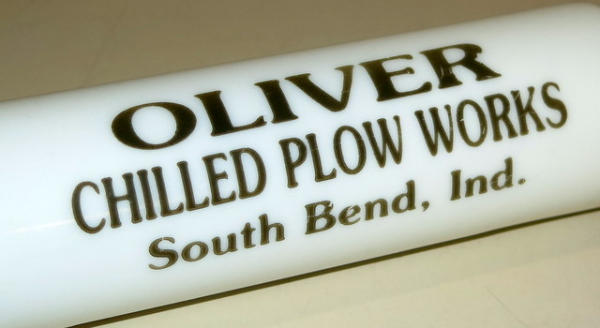 OLIVER
CHILLED PLOW WORKS
South Bend, Ind.